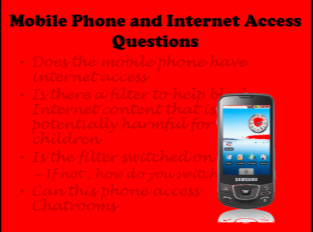 Mobile Phone and Internet Access
Questions
• Does the mobile phone have
internet access
• Is there a filter to help
Internet content that is
potentially harmful for
children
• Is the filter switched on
– If not , how do you switch
• Can this phone access
Chatrooms
SAMSUNG